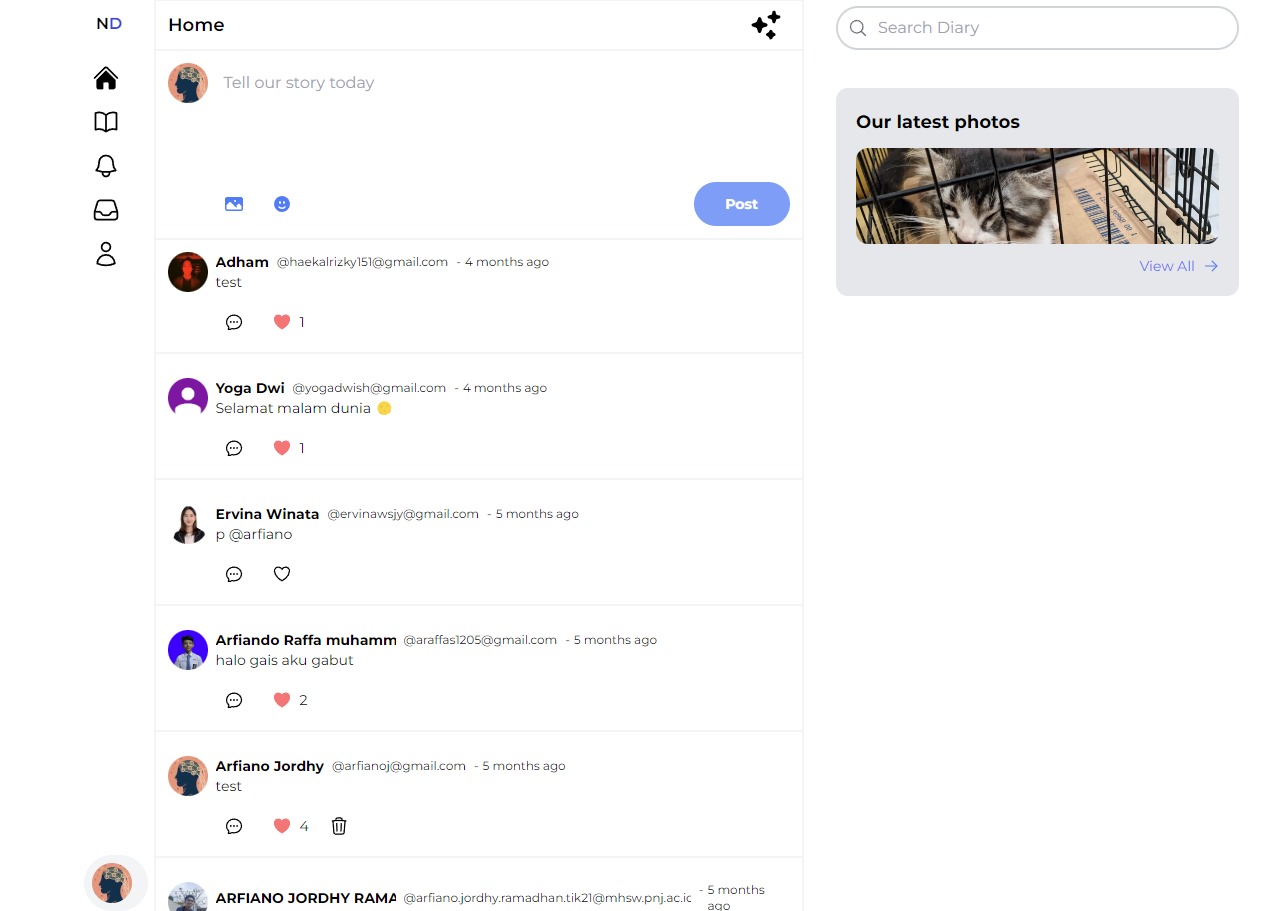 ND
Home
Search Diary
Tell our story today
Our latest photos
Post
View All
Adham @haekalrizky151@gmail.com - 4 months ago
test
1
Yoga Dwi @yogadwish@gmail.com - 4 months ago
Selamat malam dunia
1
Ervina Winata @ervinawsjy@gmail.com - 5 months ago
p @arfiano
Arfiando Raffa muhamm @araffas1205@gmail.com - 5 months ago
halo gais aku gabut
2
Arfiano Jordhy @arfianoj@gmail.com - 5 months ago
test
4
ARFIANO JORDHY RAMA @arfiano.jordhy.ramadhan.tik21@mhsw.pnj.ac.ic - 5 months
ago